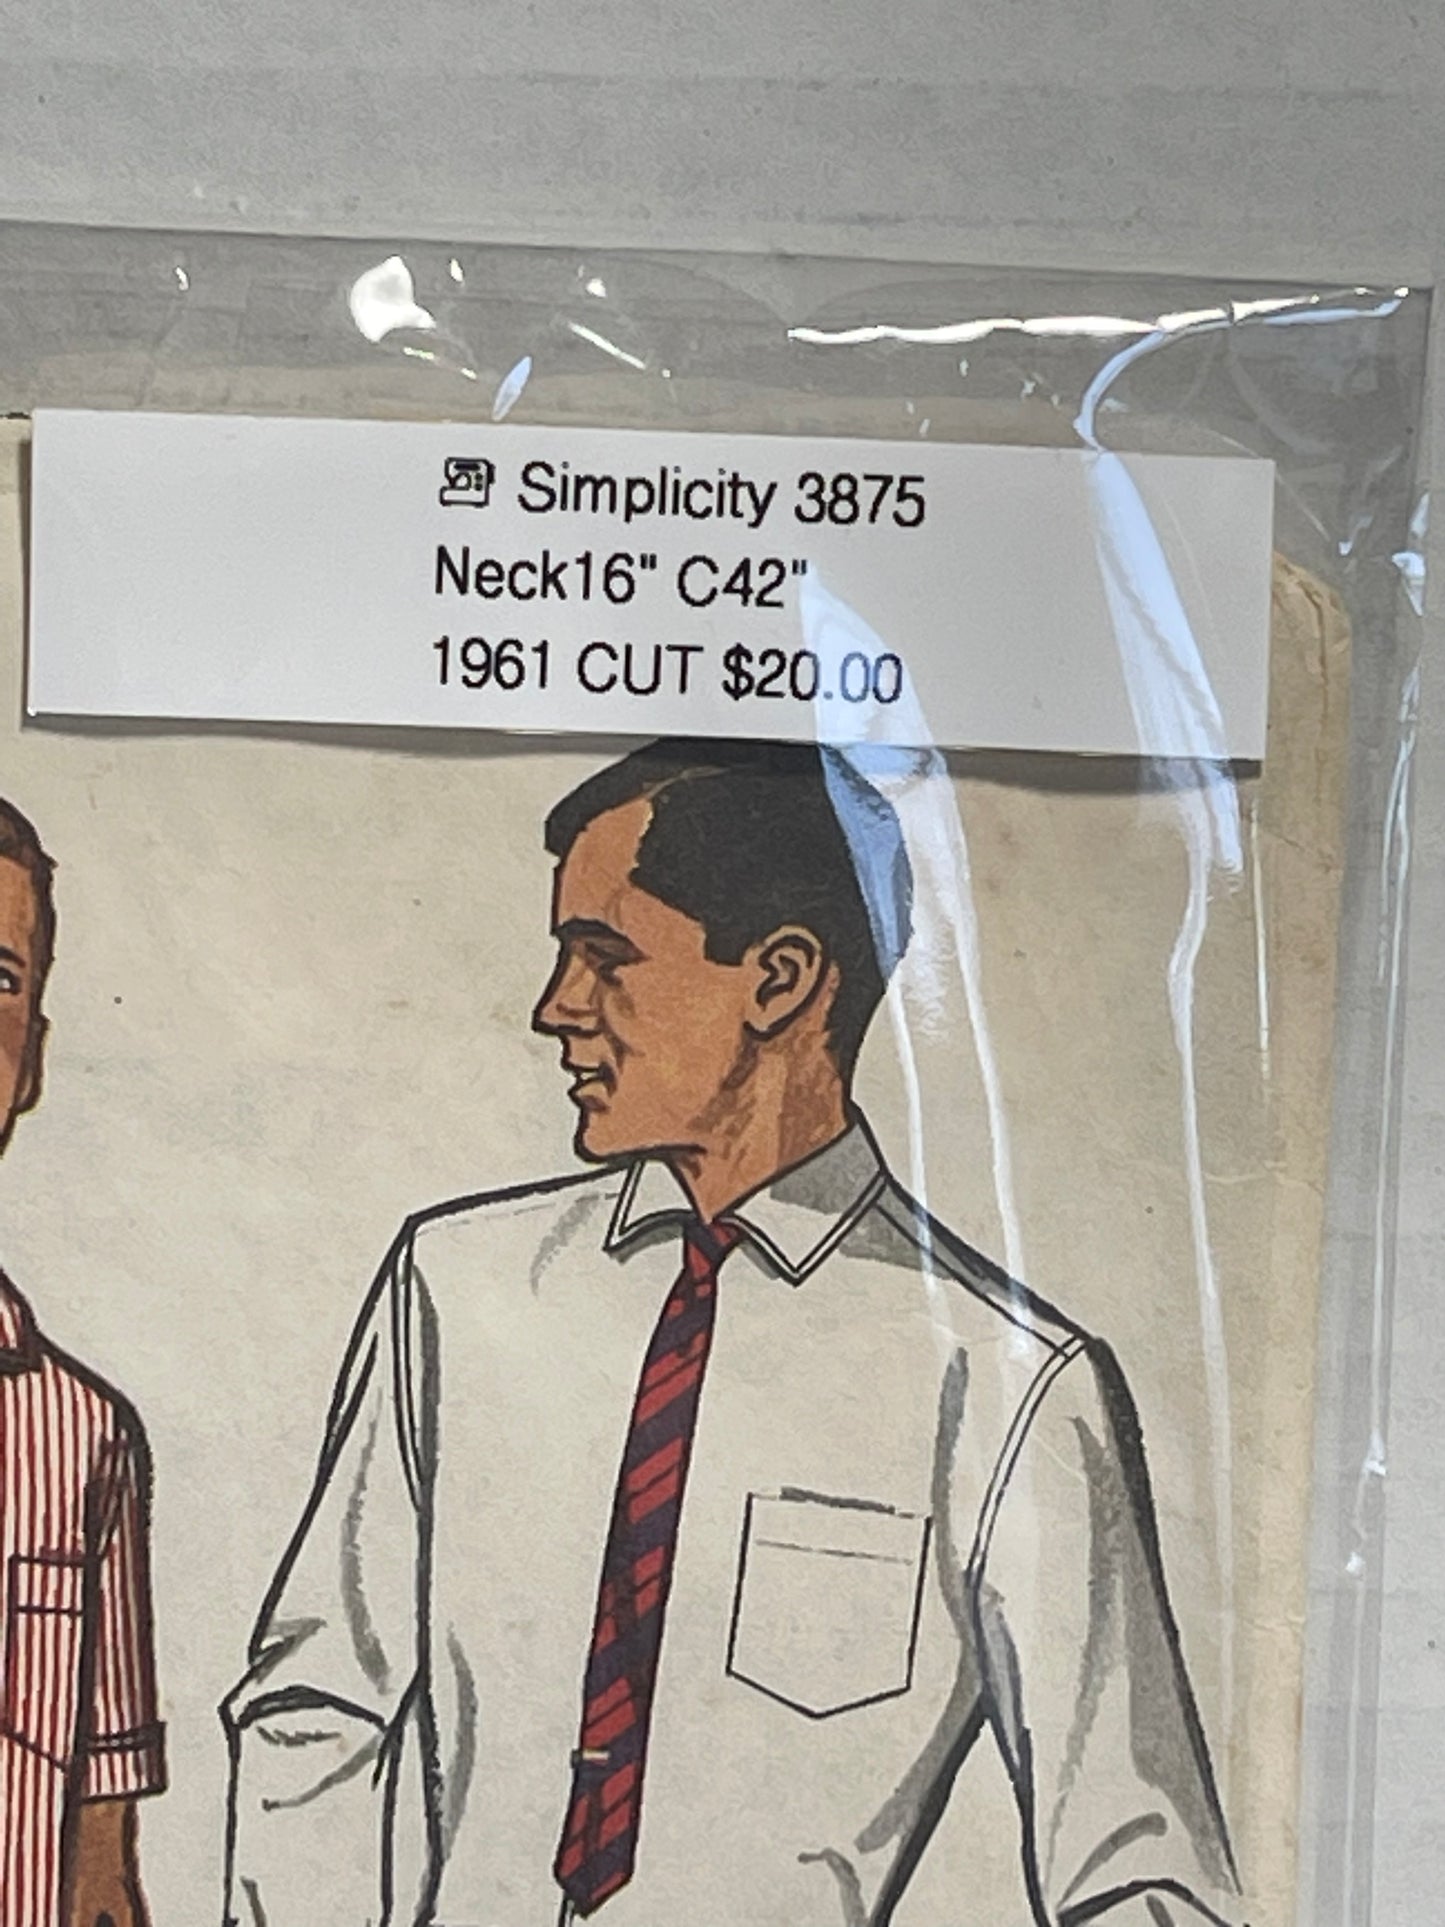 Simplicity 3875
Neck16" C42"
1961 CUT $20.00